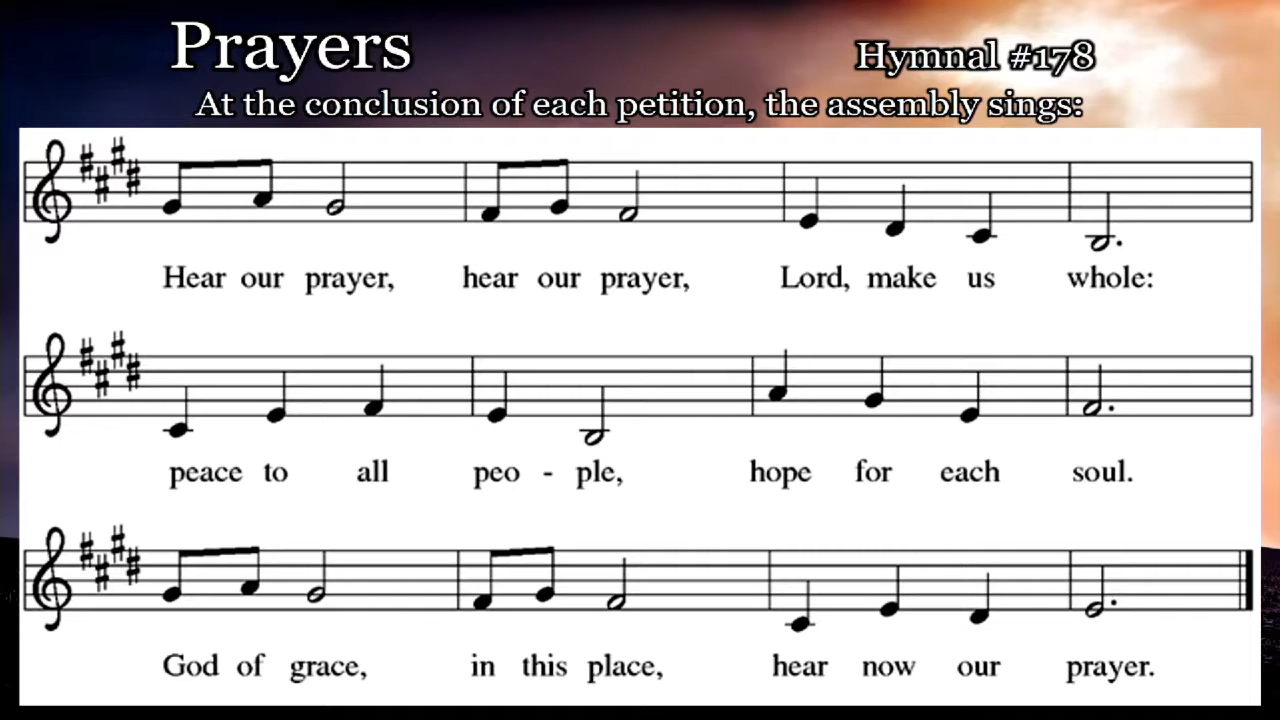 Prayers
Hymnal #178
At the conclusion of each petition, the assembly sings:
Hear our prayer, hear our prayer, Lord, make us whole:
peace to all peo - ple, hope for each soul.
God of grace, in this place, hear now our prayer.